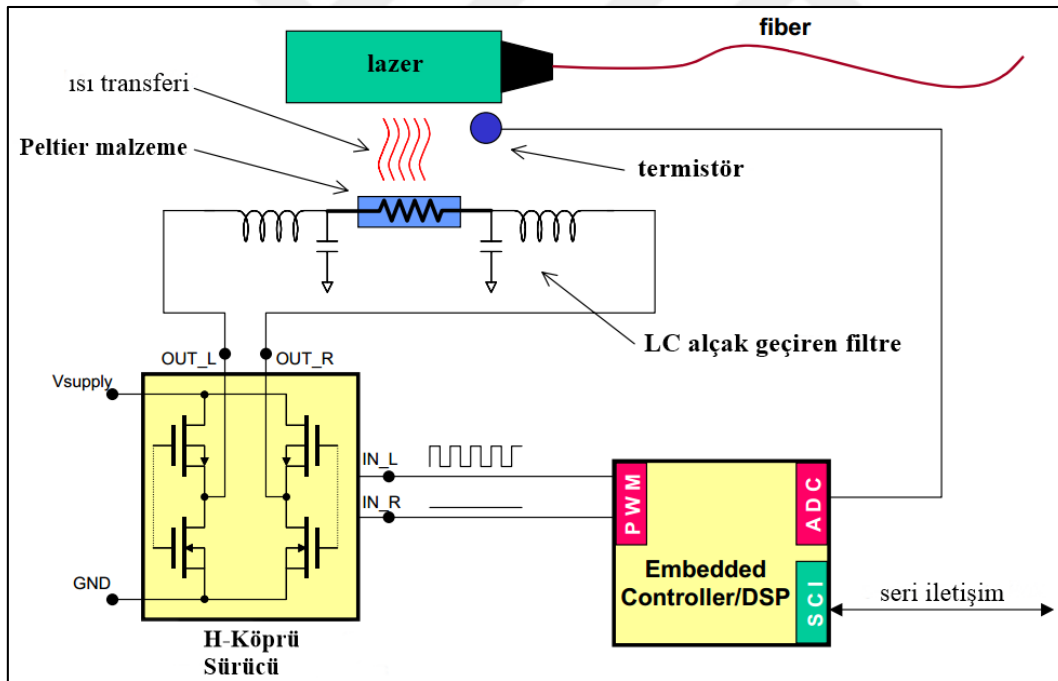 fiber
lazer
ısı transferi
Peltier malzeme
termistör
LC alçak geçiren filtre
OUT_L
OUT_R
Vsupply
IN_L
IN_R
GND
PWM
ADC
Embedded
Controller/DSP
SCI
seri iletişim
H-Köprü
Sürücü